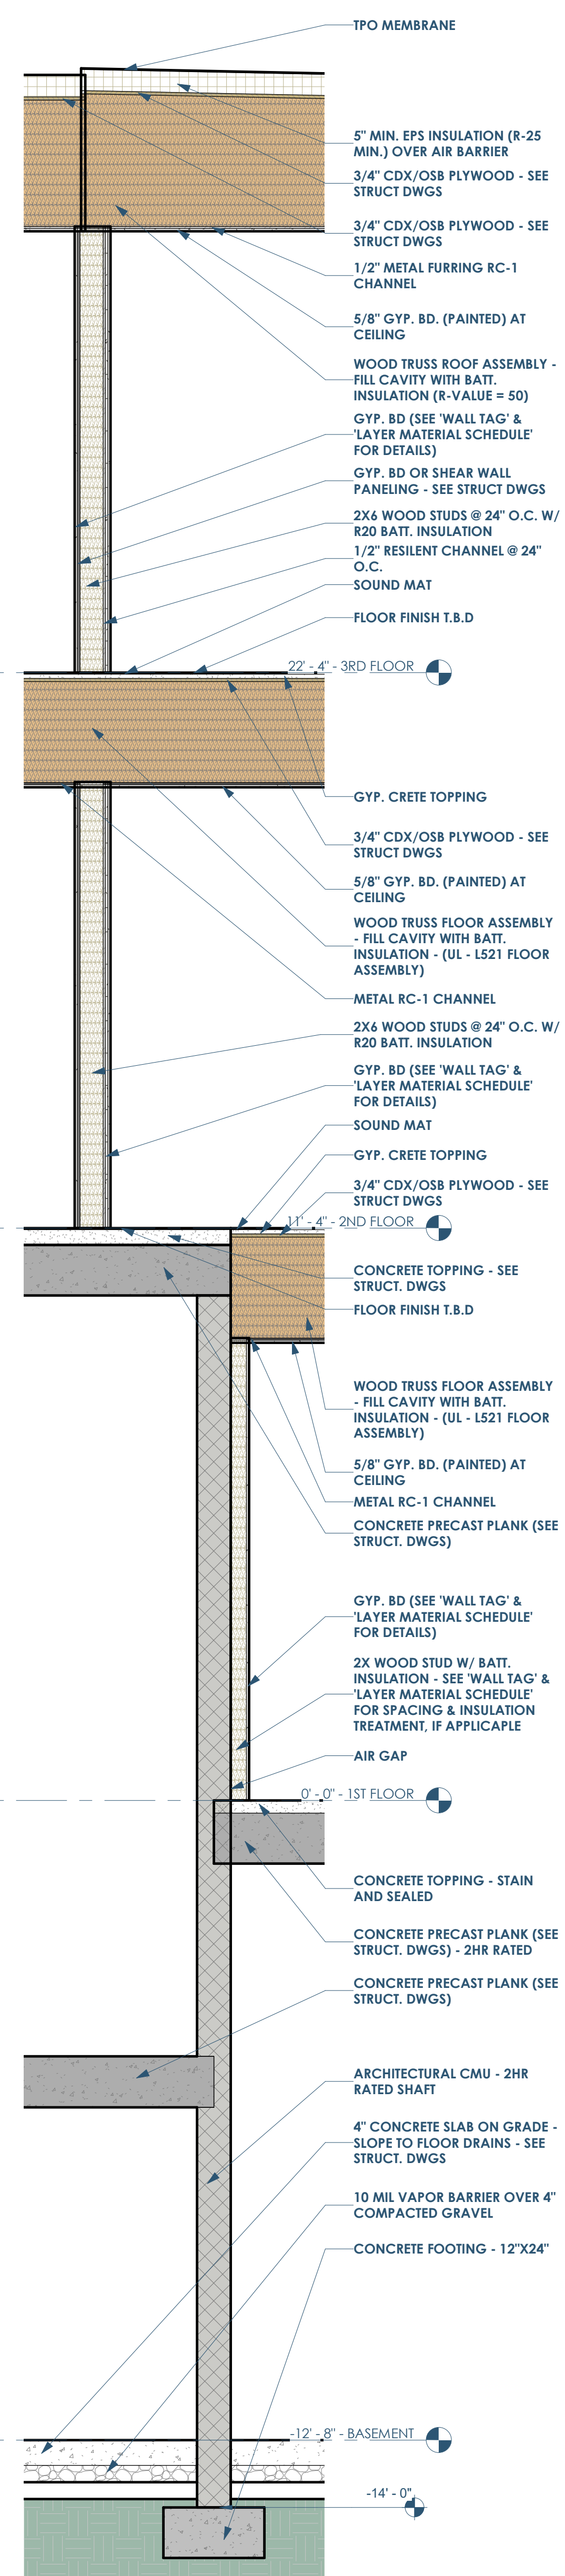 TPO MEMBRANE
5" MIN. EPS INSULATION (R-25
MIN.) OVER AIR BARRIER
3/4" CDX/OSB PLYWOOD - SEE
STRUCT DWGS
3/4" CDX/OSB PLYWOOD - SEE
STRUCT DWGS
1/2" METAL FURRING RC-1
CHANNEL
5/8" GYP. BD. (PAINTED) AT
CEILING
WOOD TRUSS ROOF ASSEMBLY -
FILL CAVITY WITH BATT.
INSULATION (R-VALUE = 50)
GYP. BD (SEE 'WALL TAG' &
'LAYER MATERIAL SCHEDULE'
FOR DETAILS)
GYP. BD OR SHEAR WALL
PANELING - SEE STRUCT DWGS
2X6 WOOD STUDS @ 24" O.C. W/
R20 BATT. INSULATION
1/2" RESILENT CHANNEL @ 24"
O.C.
SOUND MAT
FLOOR FINISH T.B.D
22' - 4" - 3RD FLOOR
GYP. CRETE TOPPING
3/4" CDX/OSB PLYWOOD - SEE
STRUCT DWGS
5/8" GYP. BD. (PAINTED) AT
CEILING
WOOD TRUSS FLOOR ASSEMBLY
- FILL CAVITY WITH BATT.
INSULATION - (UL - L521 FLOOR
ASSEMBLY)
METAL RC-1 CHANNEL
2X6 WOOD STUDS @ 24" O.C. W/
R20 BATT. INSULATION
GYP. BD (SEE 'WALL TAG' &
'LAYER MATERIAL SCHEDULE'
FOR DETAILS)
SOUND MAT
GYP. CRETE TOPPING
3/4" CDX/OSB PLYWOOD - SEE
STRUCT DWGS
11' - 4" - 2ND FLOOR
CONCRETE TOPPING - SEE
STRUCT. DWGS
FLOOR FINISH T.B.D
WOOD TRUSS FLOOR ASSEMBLY
- FILL CAVITY WITH BATT.
INSULATION - (UL - L521 FLOOR
ASSEMBLY)
5/8" GYP. BD. (PAINTED) AT
CEILING
METAL RC-1 CHANNEL
CONCRETE PRECAST PLANK (SEE
STRUCT. DWGS)
GYP. BD (SEE 'WALL TAG' &
'LAYER MATERIAL SCHEDULE'
FOR DETAILS)
2X WOOD STUD W/ BATT.
INSULATION - SEE 'WALL TAG' &
'LAYER MATERIAL SCHEDULE'
FOR SPACING & INSULATION
TREATMENT, IF APPLICAPLE
AIR GAP
0' - 0" - 1ST FLOOR
CONCRETE TOPPING - STAIN
AND SEALED
CONCRETE PRECAST PLANK (SEE
STRUCT. DWGS) - 2HR RATED
CONCRETE PRECAST PLANK (SEE
STRUCT. DWGS)
ARCHITECTURAL CMU - 2HR
RATED SHAFT
4" CONCRETE SLAB ON GRADE -
SLOPE TO FLOOR DRAINS - SEE
STRUCT. DWGS
10 MIL VAPOR BARRIER OVER 4"
COMPACTED GRAVEL
CONCRETE FOOTING - 12"X24"
-12' - 8" - BASEMENT
-14' - 0"